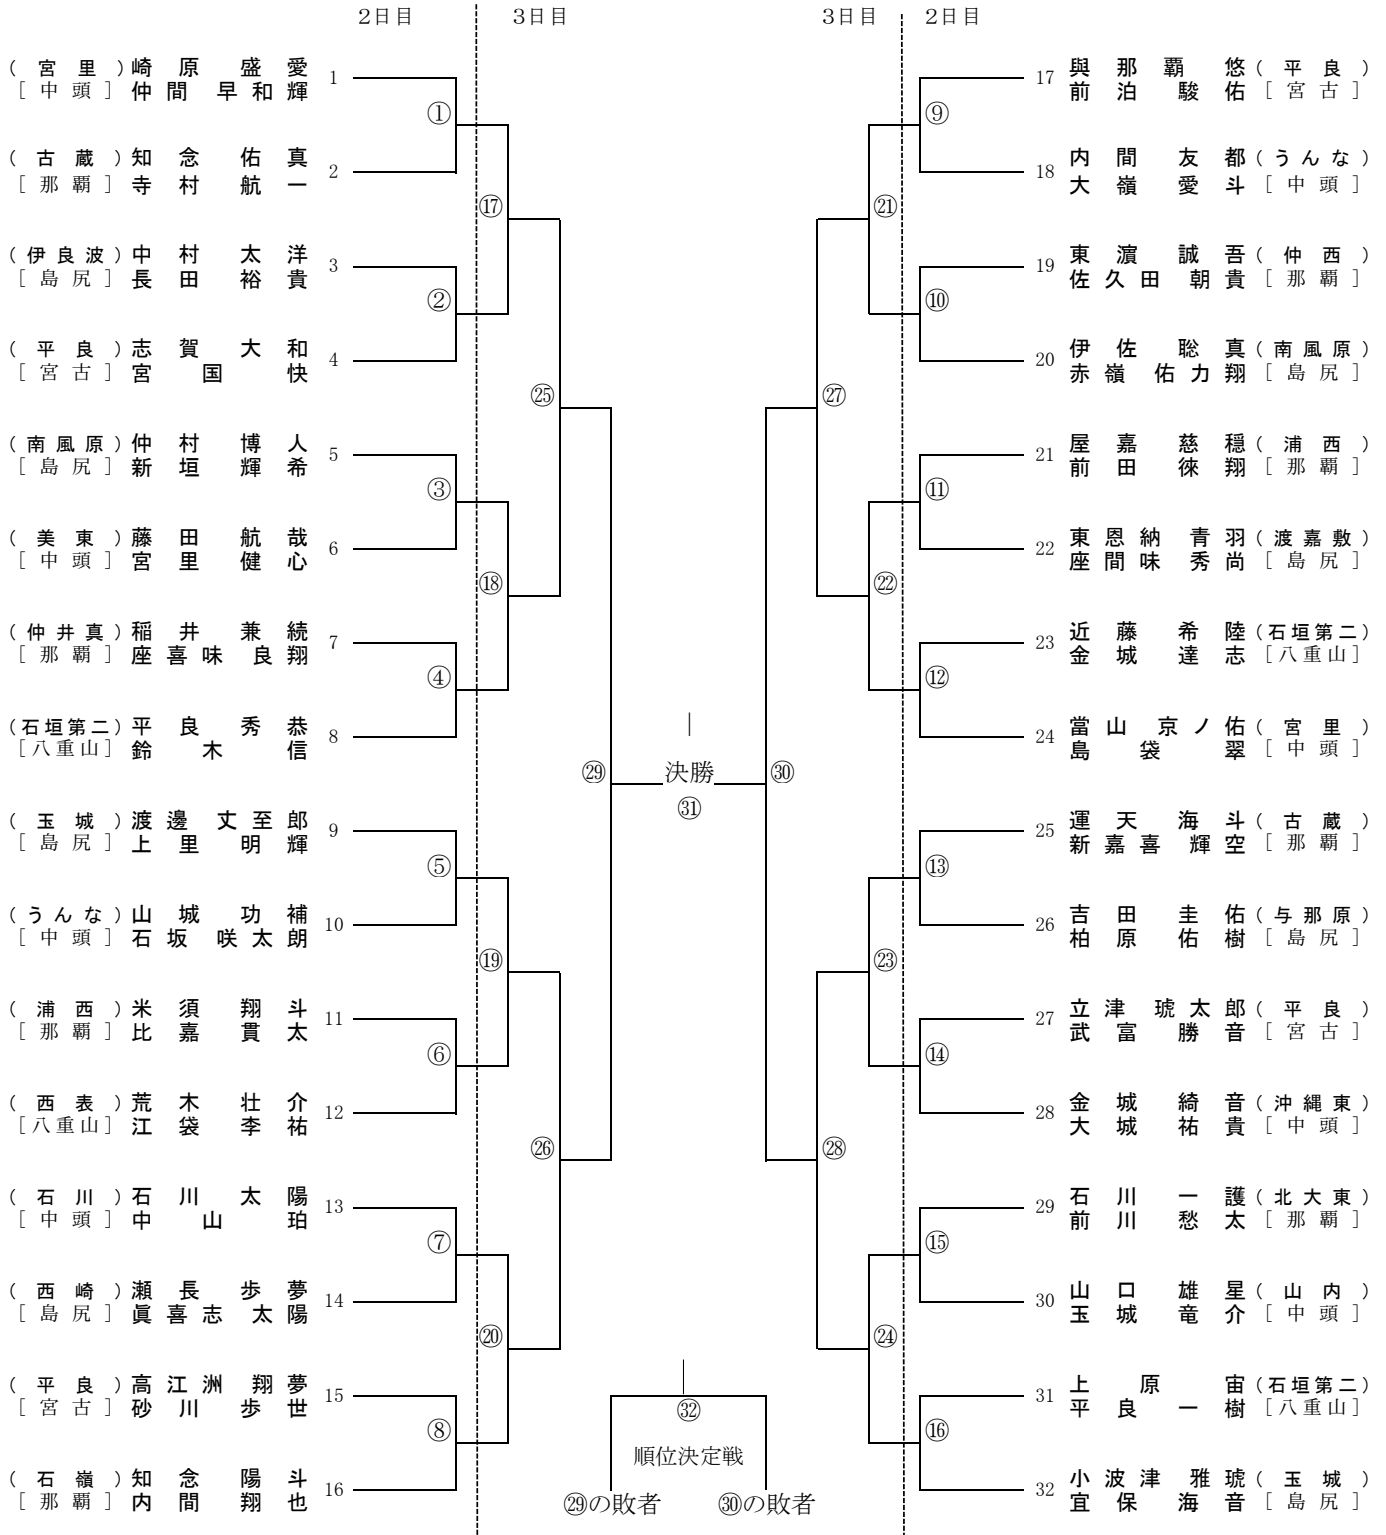 2日目 3日目 3日目 2日目
(宮里) 崎原 盛愛 1
[中頭] 仲間 早和輝
①
(古蔵) 知念 佑真 2
[那覇] 寺村 航一
⑰
(伊良波) 中村 太洋 3
[島尻] 長田 裕貴
②
(平良) 志賀 大和 4
[宮古] 宮国 快
㉕
(南風原) 仲村 博人 5
[島尻] 新垣 輝希
③
(美東) 藤田 航哉 6
[中頭] 宮里 健心
⑱
(仲井真) 稲井 兼続 7
[那覇] 座喜味 良翔
④
(石垣第二) 平良 秀恭 8
[八重山] 鈴木 信
㉙
(玉城) 渡邊 丈至郎 9
[島尻] 上里 明輝
⑤
(うんな) 山城 功補 10
[中頭] 石坂 咲太朗
⑲
(浦西) 米須 翔斗 11
[那覇] 比嘉 貫太
⑥
(西表) 荒木 壮介 12
[八重山] 江袋 李祐
㉖
(石川) 石川 太陽 13
[中頭] 中山 珀
⑦
(西崎) 瀬長 歩夢 14
[島尻] 眞喜志 太陽
⑳
(平良) 高江洲 翔夢 15
[宮古] 砂川 歩世
⑧
(石嶺) 知念 陽斗 16
[那覇] 内間 翔也
決勝
㉛
㉜
順位決定戦
㉙の敗者 ㉚の敗者
17 與那覇 悠 (平良)
前泊 駿佑 [宮古]
⑨
18 内間 友都 (うんな)
大嶺 愛斗 [中頭]
㉑
19 東濵 誠吾 (仲西)
佐久田 朝貴 [那覇]
⑩
20 伊佐 聡真 (南風原)
赤嶺 佑力翔 [島尻]
㉗
21 屋嘉 慈穏 (浦西)
前田 徠翔 [那覇]
⑪
22 東恩納 青羽 (渡嘉敷)
座間味 秀尚 [島尻]
㉒
23 近藤 希陸 (石垣第二)
金城 達志 [八重山]
⑫
24 當山 京ノ佑 (宮里)
島袋 翠 [中頭]
㉚
25 運天 海斗 (古蔵)
新嘉喜 輝空 [那覇]
⑬
26 吉田 圭佑 (与那原)
柏原 佑樹 [島尻]
㉓
27 立津 琥太郎 (平良)
武富 勝音 [宮古]
⑭
28 金城 綺音 (沖縄東)
大城 祐貴 [中頭]
㉘
29 石川 一護 (北大東)
前川 愁太 [那覇]
⑮
30 山口 雄星 (山内)
玉城 竜介 [中頭]
㉔
31 上原 宙 (石垣第二)
平良 一樹 [八重山]
⑯
32 小波津 雅琥 (玉城)
宜保 海音 [島尻]